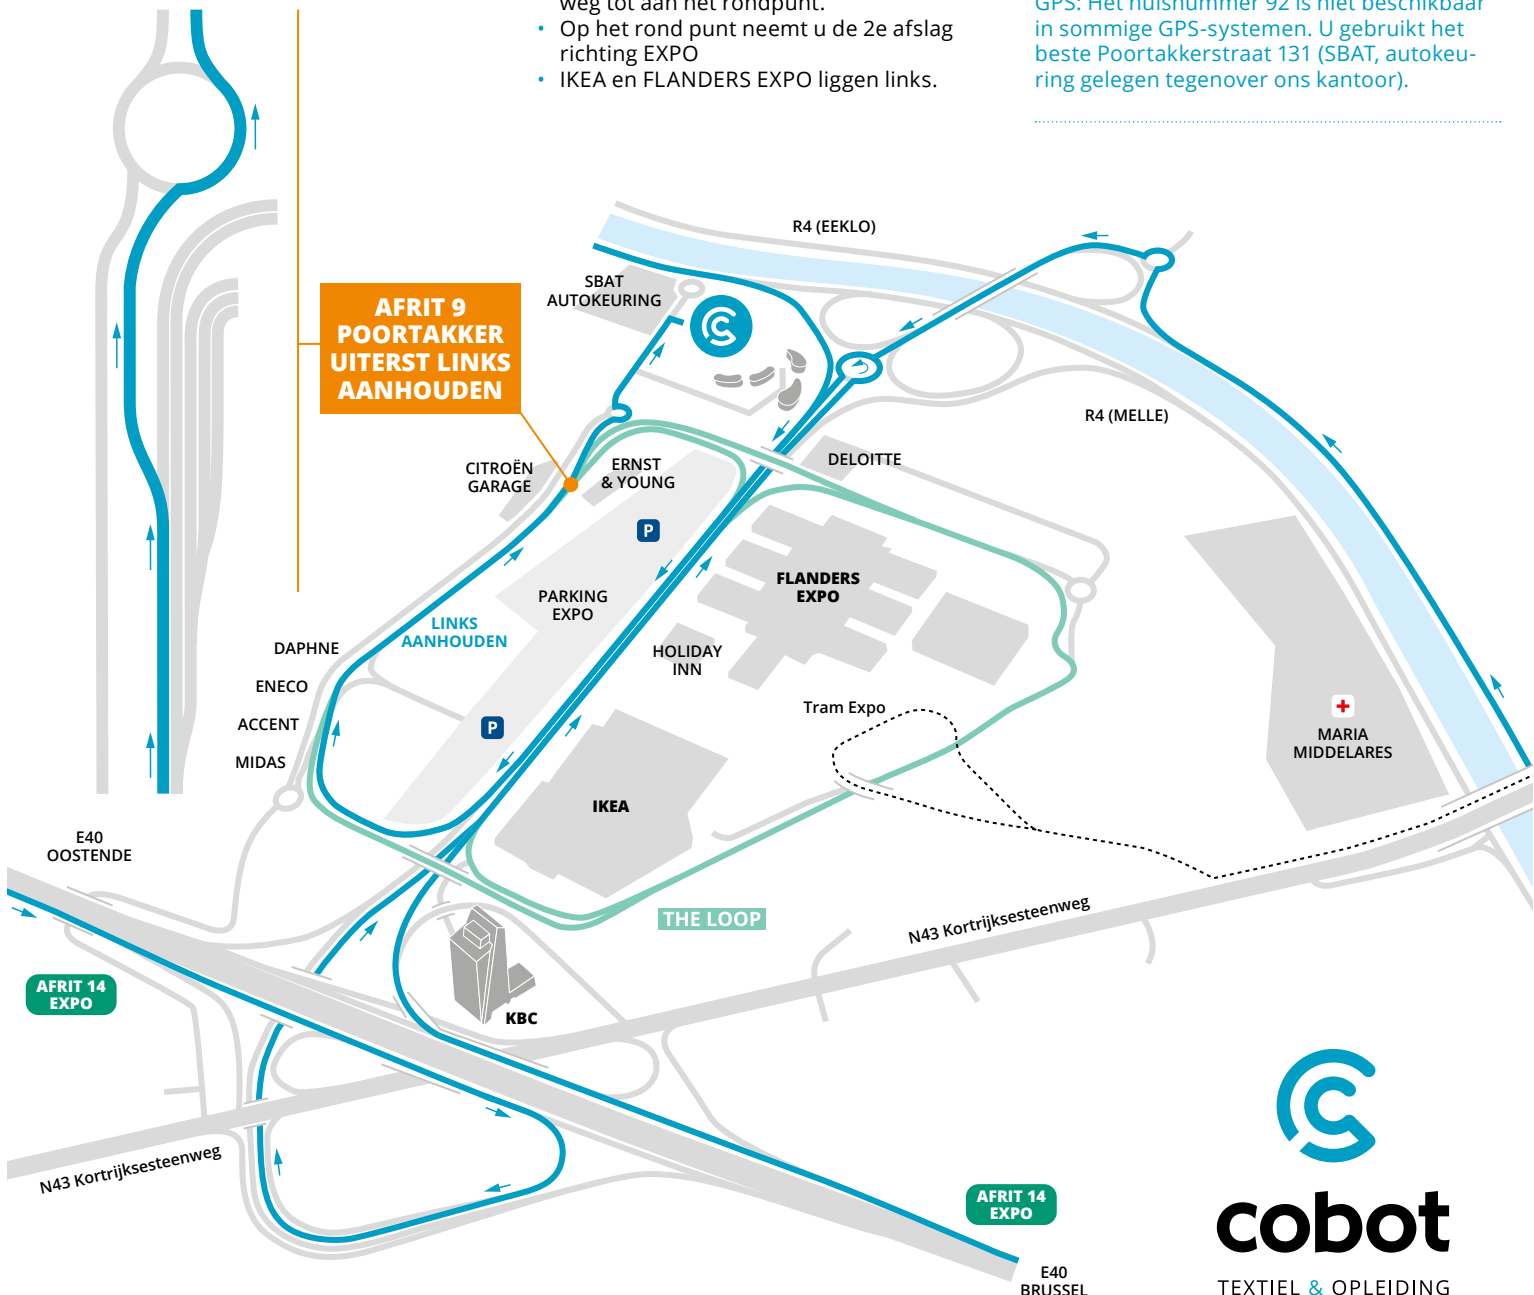 weg tot aan het rondpunt.
• Op het rond punt neemt u de 2e afslag
richting EXPO
• IKEA en FLANDERS EXPO liggen links.
GPS: Het huisnummer 92 is niet beschikbaar
in sommige GPS-systemen. U gebruikt het
beste Poortakkerstraat 131 (SBAT, autokeu-
ring gelegen tegenover ons kantoor).
R4 (EEKLO)
SBAT
AUTOKEURING
AFRIT 9
POORTAKKER
UITERST LINKS
AANHOUDEN
R4 (MELLE)
DELOITTE
CITROËN
GARAGE
ERNST
& YOUNG
P
FLANDERS
EXPO
PARKING
EXPO
LINKS
AANHOUDEN
HOLIDAY
INN
DAPHNE
ENECO
ACCENT
MIDAS
P
Tram Expo
MARIA
MIDDELARES
IKEA
E40
OOSTENDE
THE LOOP
N43 Kortrijksesteenweg
AFRIT 14
EXPO
KBC
N43 Kortrijksesteenweg
AFRIT 14
EXPO
E40
BRUSSEL
cobot
TEXTIEL & OPLEIDING